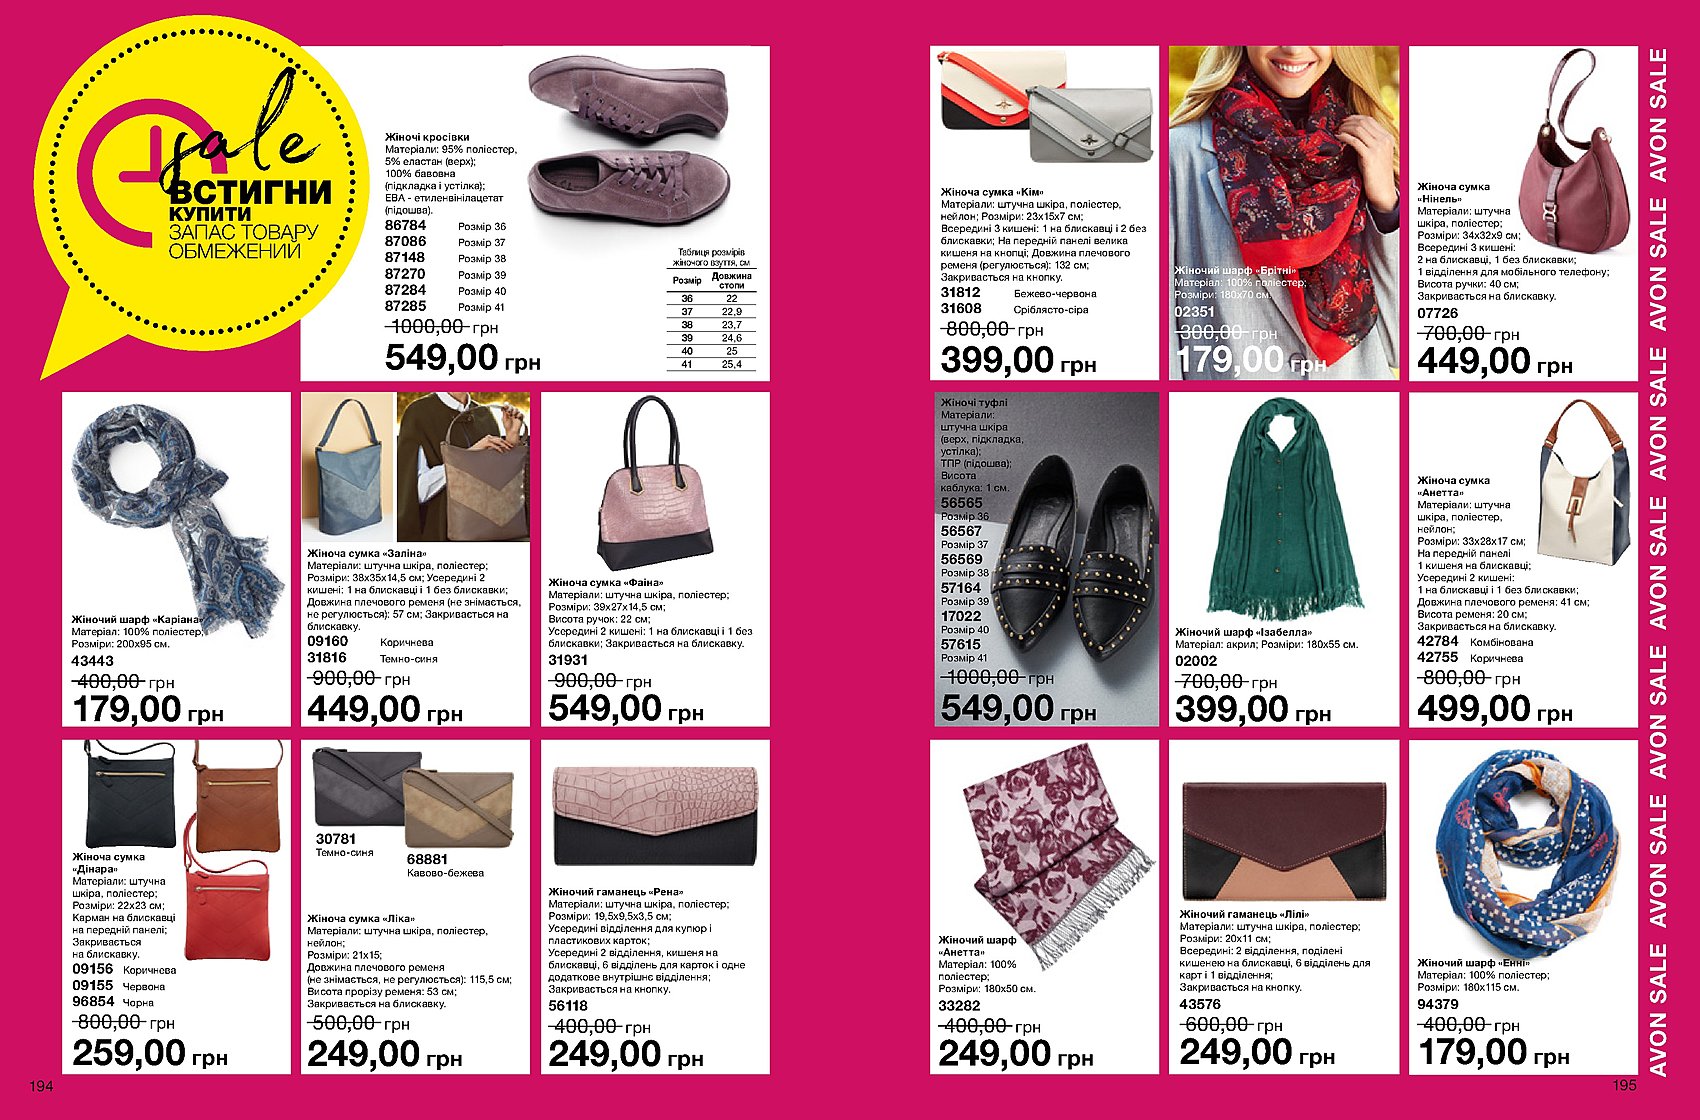 sale
ВСТИГНИ
КУПИТИ
ЗАПАС ТОВАРУ
ОБМЕЖЕНИЙ
Жіночі кросівки
Матеріали: 95% поліестер,
5% еластан (верх);
100% бавовна
(підкладка і устілка);
ЕВА - етиленвінілацетат
(підошва).
86784 Розмір 36
87086 Розмір 37
87148 Розмір 38
87270 Розмір 39
87284 Розмір 40
87285 Розмір 41
1000,00 грн
549,00 грн
Таблиця розмірів
жіночого взуття, см
Розмір Довжина
стопи
36 22
37 22,9
38 23,7
39 24,6
40 25
41 25,4
Жіночий шарф «Каріана»
Матеріал: 100% поліестер;
Розміри: 200х95 см.
43443
400,00 грн
179,00 грн
Жіноча сумка «Заліна»
Матеріали: штучна шкіра, поліестер;
Розміри: 38х35х14,5 см; Усередині 2
кишені: 1 на блискавці і 1 без блискавки;
Довжина плечового ременя (не знімається,
не регулюється): 57 см; Закривається на
блискавку.
09160 Коричнева
31816 Темно-синя
900,00 грн
449,00 грн
Жіноча сумка «Фаіна»
Матеріали: штучна шкіра, поліестер;
Розміри: 39х27х14,5 см;
Висота ручок: 22 см;
Усередині 2 кишені: 1 на блискавці і 1 без
блискавки; Закривається на блискавку.
31931
900,00 грн
549,00 грн
Жіноча сумка
«Дінара»
Матеріали: штучна
шкіра, поліестер;
Розміри: 22х23 см;
Карман на блискавці
на передній панелі;
Закривається
на блискавку.
09156 Коричнева
09155 Червона
96854 Чорна
800,00 грн
259,00 грн
30781
Темно-синя
68881
Кавово-бежева
Жіноча сумка «Ліка»
Матеріали: штучна шкіра, поліестер,
нейлон;
Розміри: 21х15;
Довжина плечового ременя
(не знімається, не регулюється): 115,5 см;
Висота прорізу ременя: 53 см;
Закривається на блискавку.
500,00 грн
249,00 грн
Жіночий гаманець «Рена»
Матеріали: штучна шкіра, поліестер;
Розміри: 19,5х9,5х3,5 см;
Усередині відділення для купюр і
пластикових карток;
Усередині 2 відділення, кишеня на
блискавці, 6 відділень для карток і одне
додаткове внутрішнє відділення;
Закривається на кнопку.
56118
400,00 грн
249,00 грн
194
Жіноча сумка «Кім»
Матеріали: штучна шкіра, поліестер,
нейлон; Розміри: 23х15х7 см;
Всередині 3 кишені: 1 на блискавці і 2 без
блискавки; На передній панелі велика
кишеня на кнопці; Довжина плечового
ременя (регулюється): 132 см;
Закривається на кнопку.
31812 Бежево-червона
31608 Сріблясто-сіра
800,00 грн
399,00 грн
Жіночий шарф «Брітні»
Матеріал: 100% поліестер;
Розміри: 180х70 см.
02351
300,00 грн
179,00 грн
Жіноча сумка
«Нінель»
Матеріали: штучна
шкіра, поліестер;
Розміри: 34х32х9 см;
Всередині 3 кишені:
2 на блискавці, 1 без блискавки;
1 відділення для мобільного телефону;
Висота ручки: 40 см;
Закривається на блискавку.
07726
700,00 грн
449,00 грн
Жіночі туфлі
Матеріали:
штучна шкіра
(верх, підкладка,
устілка);
ТПР (підошва);
Висота
каблука: 1 см.
56565
Розмір 36
56567
Розмір 37
56569
Розмір 38
57164
Розмір 39
17022
Розмір 40
57615
Розмір 41
1000,00 грн
549,00 грн
Жіночий шарф «Ізабелла»
Матеріал: акрил; Розміри: 180х55 см.
02002
700,00 грн
399,00 грн
Жіноча сумка
«Анетта»
Матеріали: штучна
шкіра, поліестер,
нейлон;
Розміри: 33х28х17 см;
На передній панелі
1 кишеня на блискавці;
Усередині 2 кишені:
1 на блискавці і 1 без блискавки;
Довжина плечового ременя: 41 см;
Висота ременя: 20 см;
Закривається на блискавку.
42784 Комбінована
42755 Коричнева
800,00 грн
499,00 грн
Жіночий шарф
«Анетта»
Матеріал: 100%
поліестер;
Розміри: 180х50 см.
33282
400,00 грн
249,00 грн
Жіночий гаманець «Лілі»
Матеріали: штучна шкіра, поліестер;
Розміри: 20х11 см;
Всередині: 2 відділення, поділені
кишенею на блискавці, 6 відділень для
карт і 1 відділення;
Закривається на кнопку.
43576
600,00 грн
249,00 грн
Жіночий шарф «Енні»
Матеріал: 100% поліестер;
Розміри: 180х115 см.
94379
400,00 грн
179,00 грн
AVON SALE AVON SALE AVON SALE AVON SALE AVON SALE AVON SALE AVON SALE
195